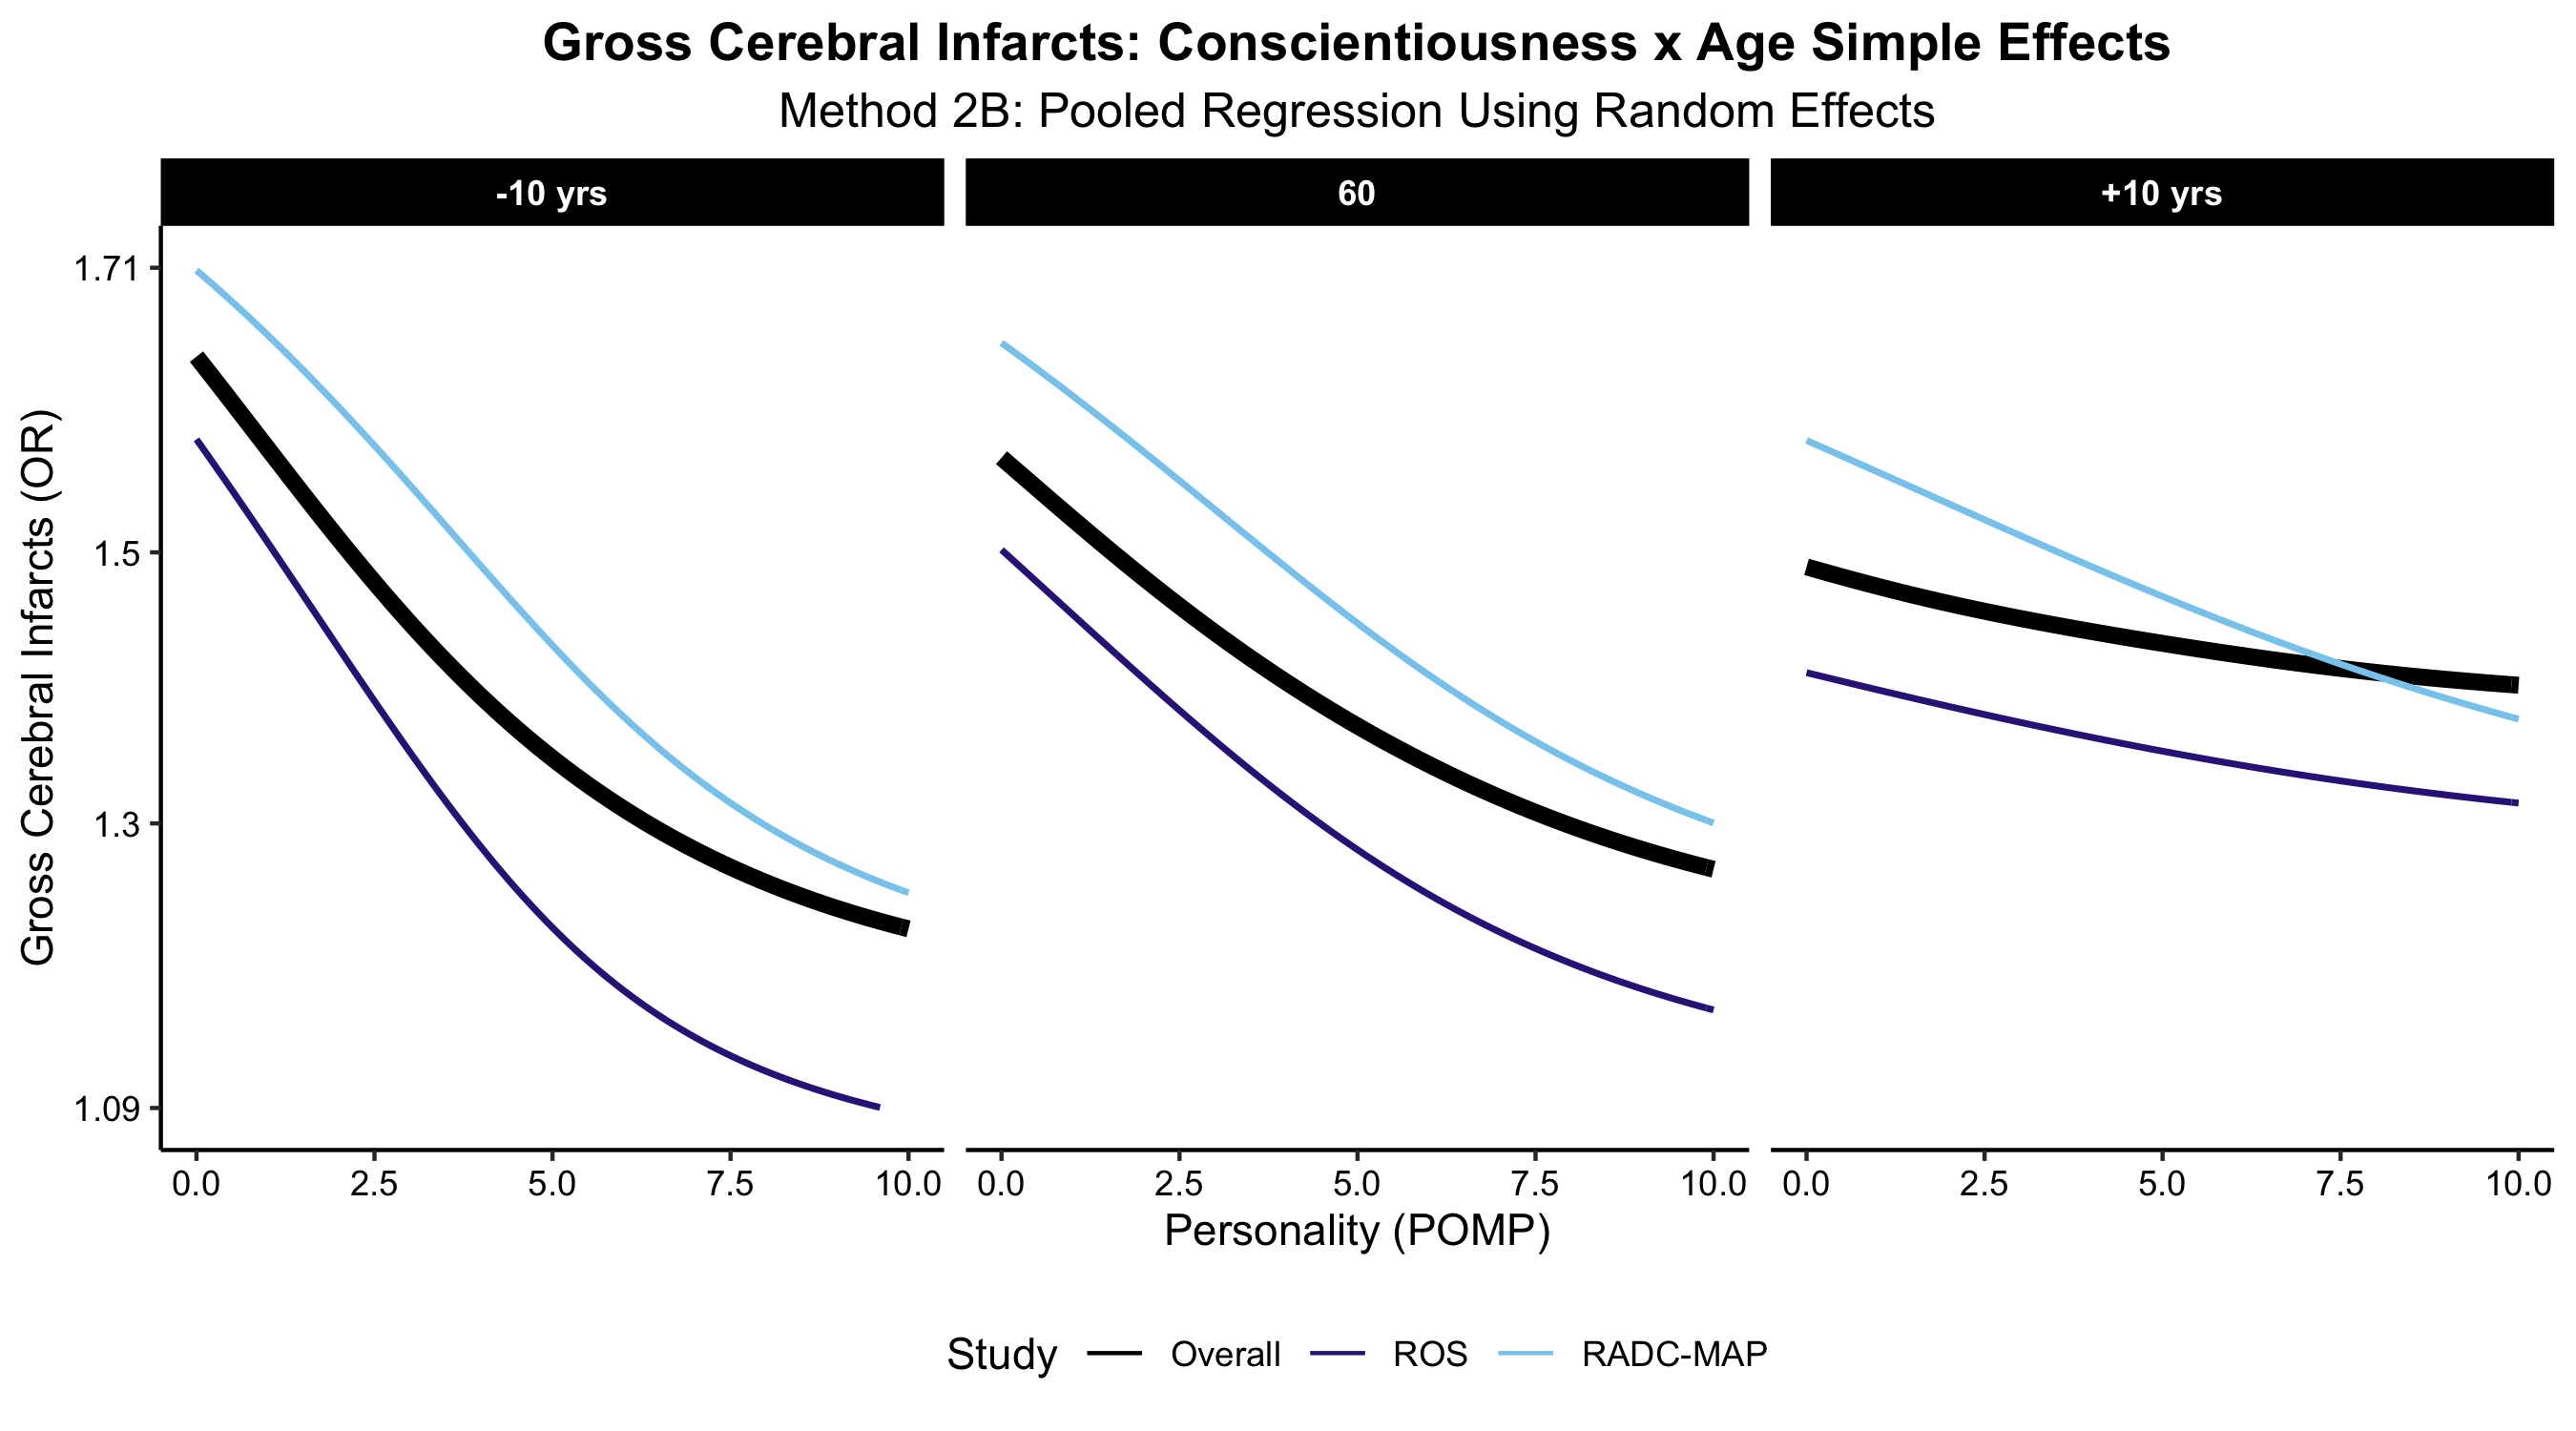 Gross Cerebral Infarcts: Conscientiousness x Age Simple Effects
Method 2B: Pooled Regression Using Random Effects
-10 yrs
60
+10 yrs
Gross Cerebral Infarcts (OR)
1.71
1.5
1.3
1.09
0.0 2.5 5.0 7.5 10.0
0.0 2.5 5.0 7.5 10.0
0.0 2.5 5.0 7.5 10.0
Personality (POMP)
Study Overall ROS RADC-MAP